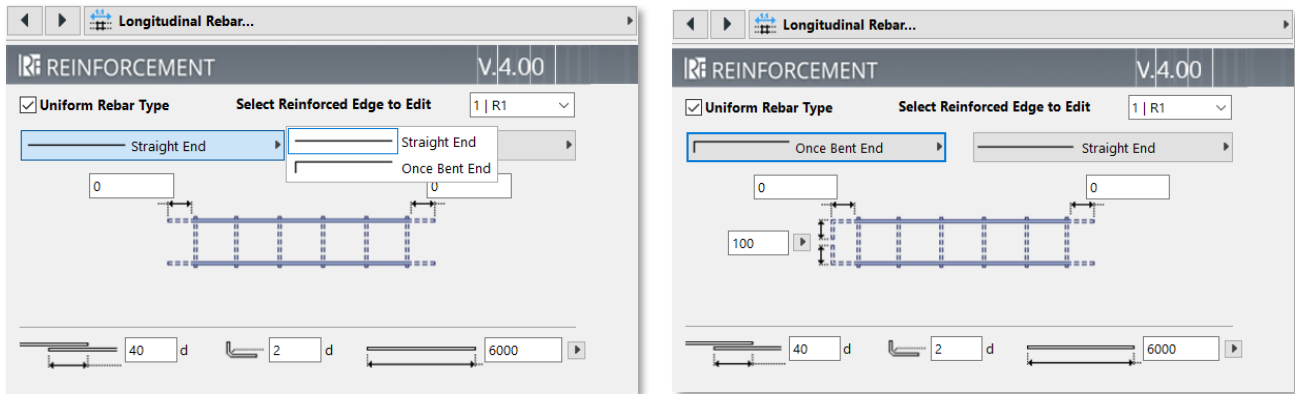 Longitudinal Rebar...
REINFORCEMENT V.4.00
Uniform Rebar Type Select Reinforced Edge to Edit 1 | R1
Straight End Straight End
Once Bent End
0 0
40 d 2 d 6000
Longitudinal Rebar...
REINFORCEMENT V.4.00
Uniform Rebar Type Select Reinforced Edge to Edit 1 | R1
Once Bent End Straight End
0 0
100
40 d 2 d 6000